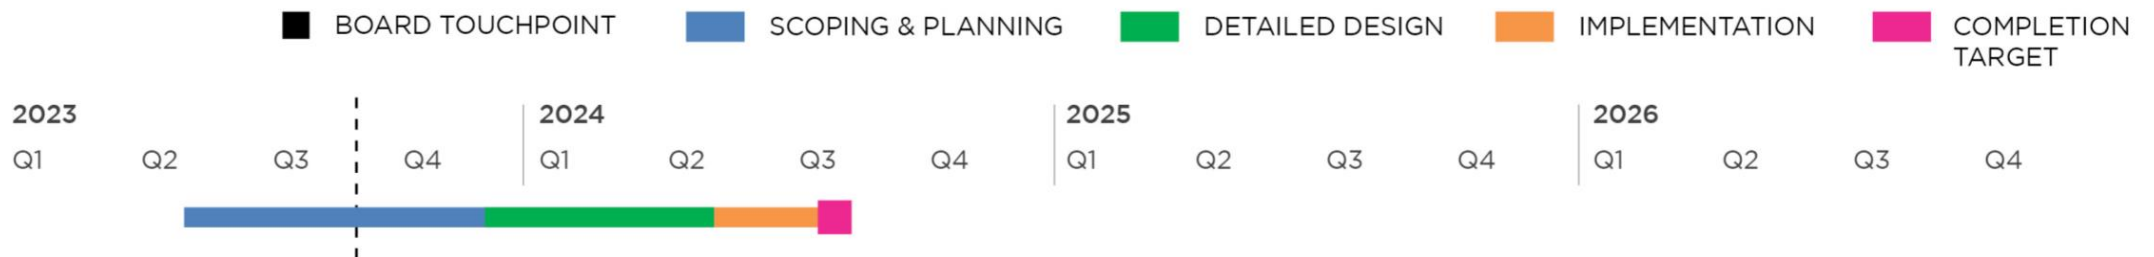 BOARD TOUCHPOINT SCOPING & PLANNING DETAILED DESIGN IMPLEMENTATION COMPLETION
TARGET
2023 2024 2025 2026
Q1 Q2 Q3 Q4 Q1 Q2 Q3 Q4 Q1 Q2 Q3 Q4 Q1 Q2 Q3 Q4